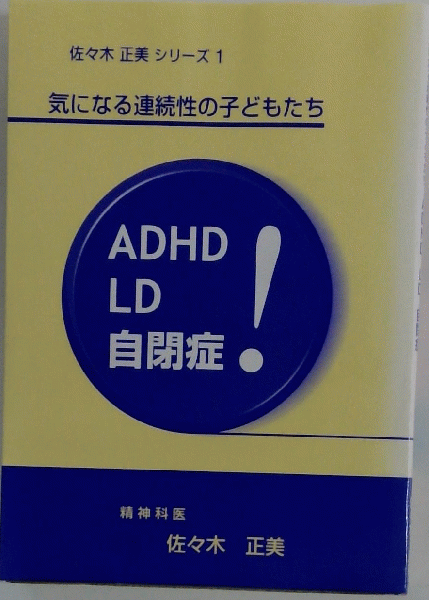 佐々木 正美 シリーズ 1
気になる連続性の子どもたち
ADHD
LD
自閉症
!
精神科医
佐々木 正美